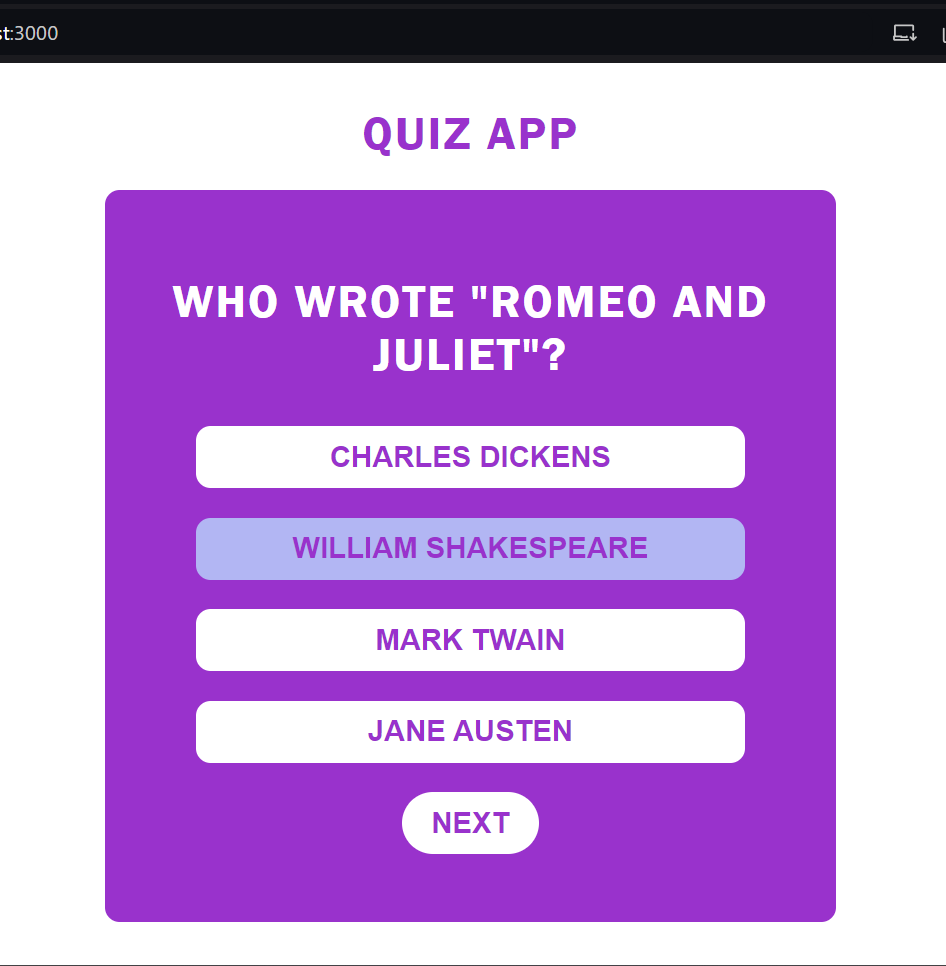 st:3000
QUIZ APP
WHO WROTE "ROMEO AND
JULIET"?
CHARLES DICKENS
WILLIAM SHAKESPEARE
MARK TWAIN
JANE AUSTEN
NEXT